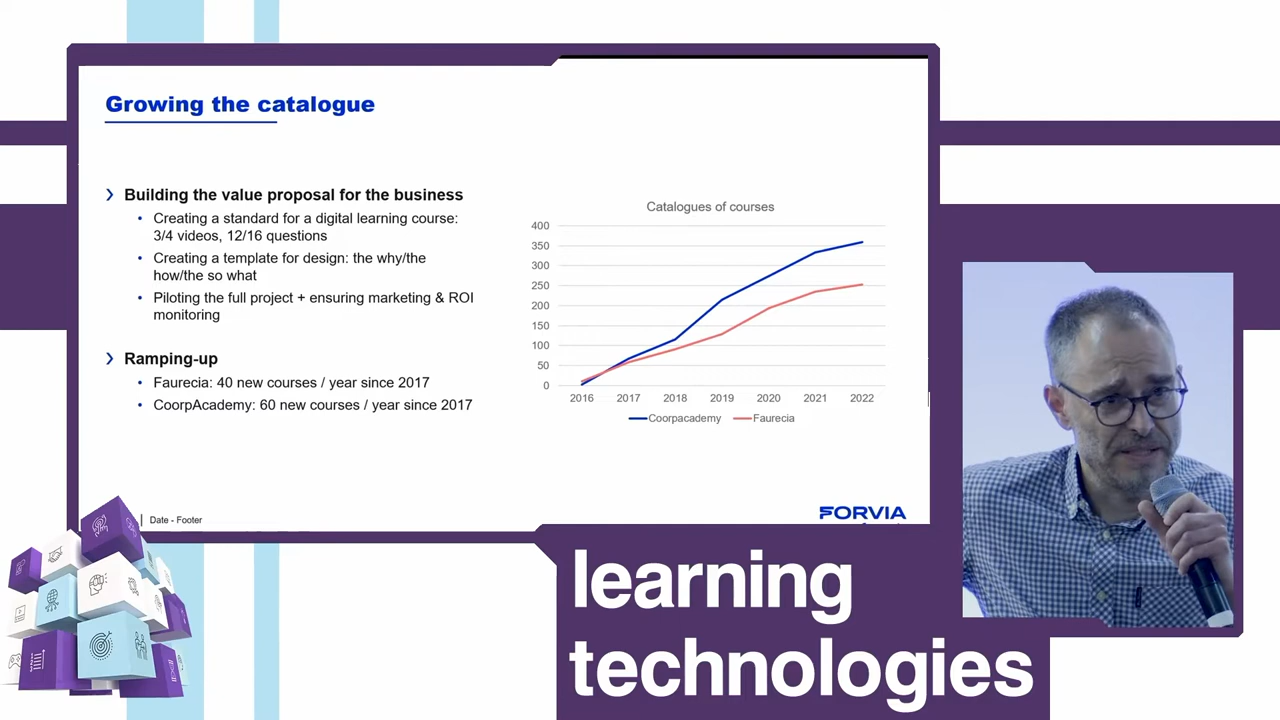 Growing the catalogue
Building the value proposal for the business
• Creating a standard for a digital learning course:
3/4 videos, 12/16 questions
• Creating a template for design: the why/the
how/the so what
• Piloting the full project + ensuring marketing & ROI
monitoring
Ramping-up
• Faurecia: 40 new courses / year since 2017
• CoorpAcademy: 60 new courses / year since 2017
Catalogues of courses
400
350
300
250
200
150
100
50
0
2016 2017 2018 2019 2020 2021 2022
Coorpacademy Faurecia
Date - Footer
FORVIA
learning
technologies